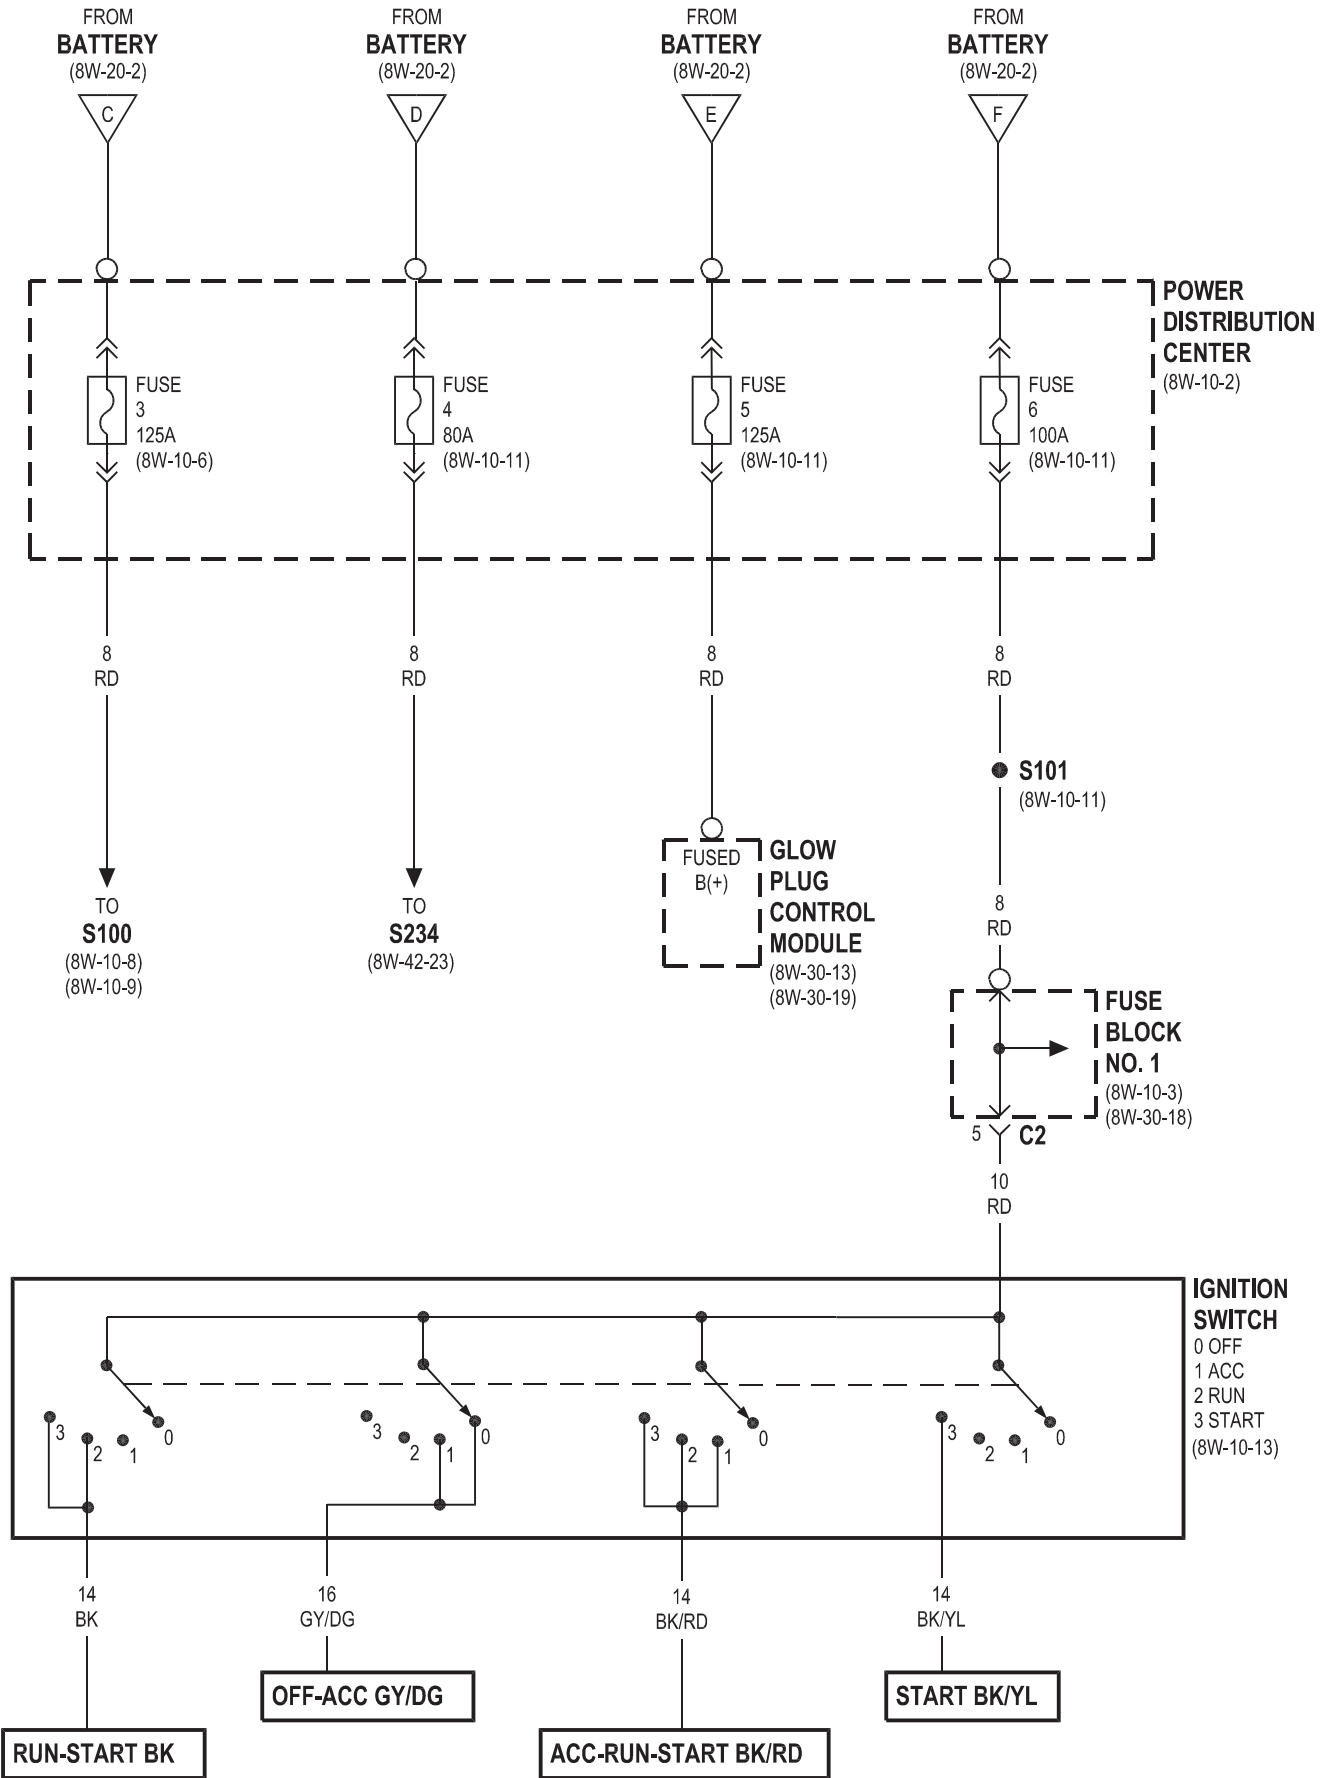 FROM
BATTERY
(8W-20-2)
C
FROM
BATTERY
(8W-20-2)
D
FROM
BATTERY
(8W-20-2)
E
FROM
BATTERY
(8W-20-2)
F
POWER
DISTRIBUTION
CENTER
(8W-10-2)
FUSE
3
125A
(8W-10-6)
FUSE
4
80A
(8W-10-11)
FUSE
5
125A
(8W-10-11)
FUSE
6
100A
(8W-10-11)
8
RD
8
RD
8
RD
8
RD
S101
(8W-10-11)
TO
S100
(8W-10-8)
(8W-10-9)
TO
S234
(8W-42-23)
FUSED
B(+)
GLOW
PLUG
CONTROL
MODULE
(8W-30-13)
(8W-30-19)
8
RD
FUSE
BLOCK
NO. 1
(8W-10-3)
(8W-30-18)
5
C2
10
RD
IGNITION
SWITCH
0 OFF
1 ACC
2 RUN
3 START
(8W-10-13)
3
2
1
0
3
2
1
0
3
2
1
0
3
2
1
0
14
BK
16
GY/DG
14
BK/RD
14
BK/YL
OFF-ACC GY/DG
START BK/YL
RUN-START BK
ACC-RUN-START BK/RD